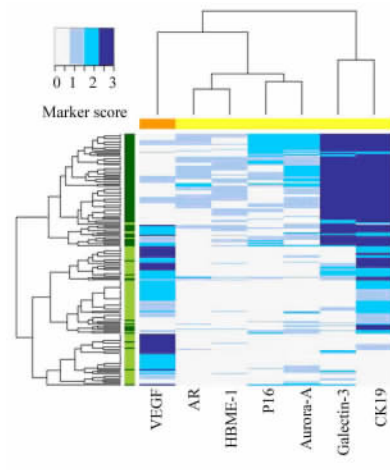 0 1 2 3
Marker score
VEGF
AR
HBME-1
P16
Aurora-A
Galectin-3
CK19